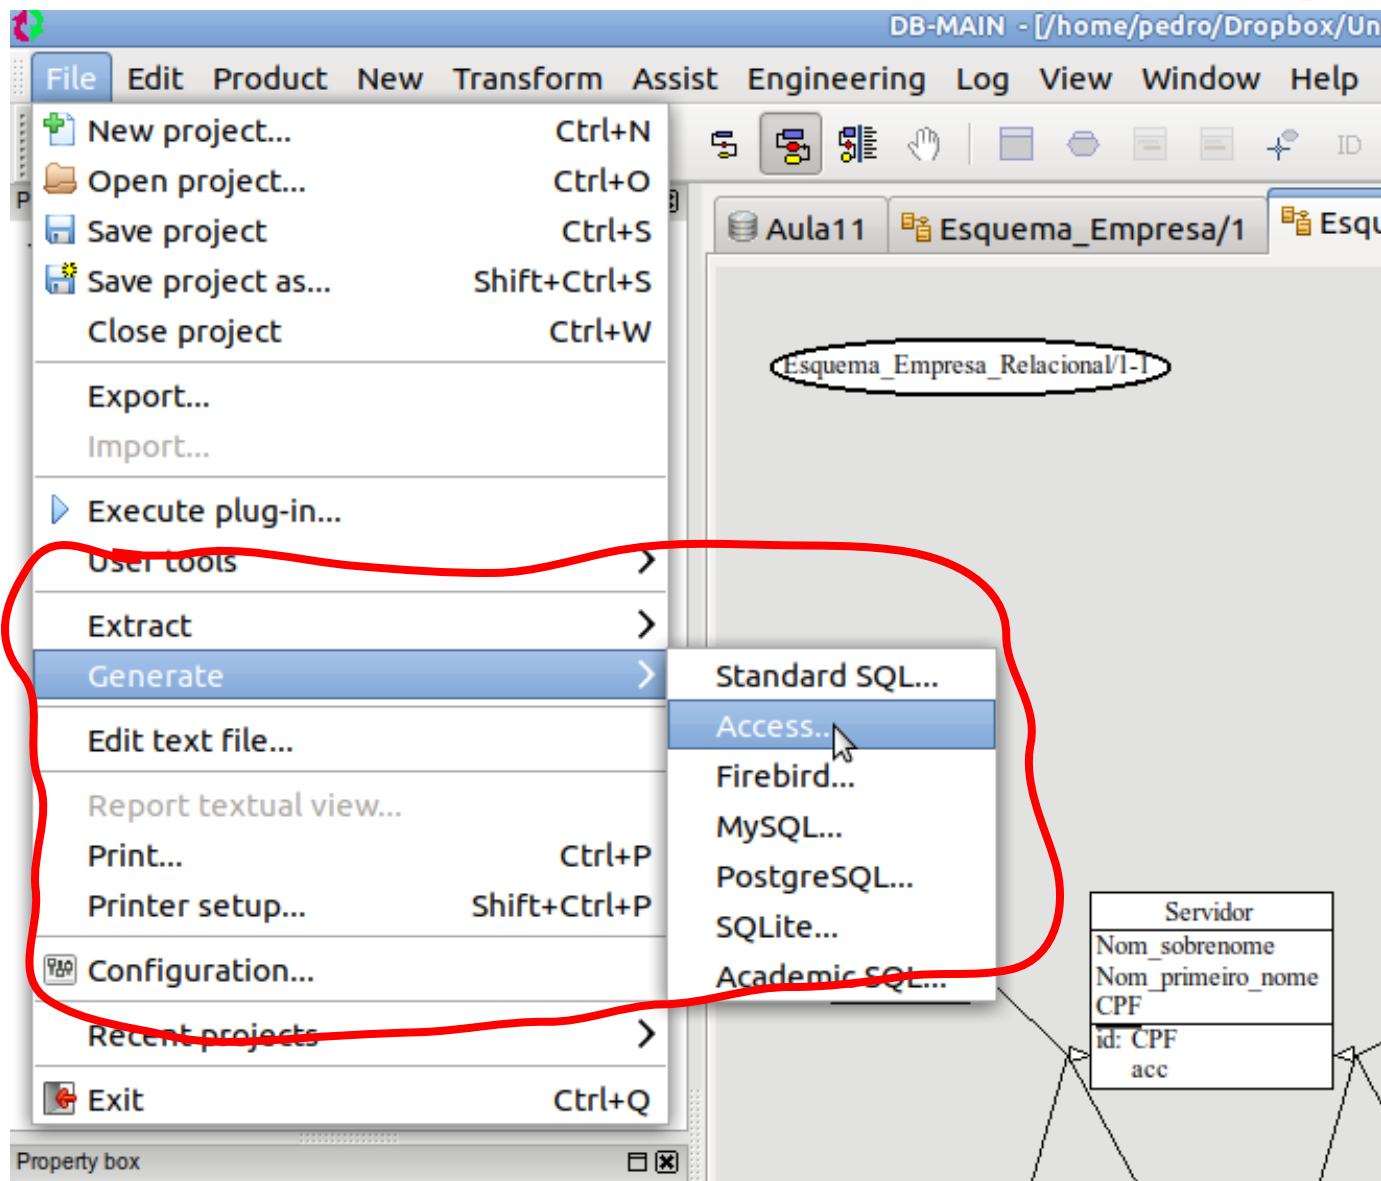 DB-MAIN - [/home/pedro/Dropbox/Un
File Edit Product New Transform Assist Engineering Log View Window Help
New project... Ctrl+N
Open project... Ctrl+O
Save project Ctrl+S
Save project as... Shift+Ctrl+S
Close project Ctrl+W
Export...
Import...
Execute plug-in...
User tools
Extract
Generate
Edit text file...
Report textual view...
Print... Ctrl+P
Printer setup... Shift+Ctrl+P
Configuration...
Recent projects
Exit Ctrl+Q
Standard SQL...
Access...
Firebird...
MySQL...
PostgreSQL...
SQLite...
Academic SQL...
ID
P
Aula11 Esquema_Empresa/1 Esqu
Esquema_Empresa_Relacional/1-1
Servidor
Nom_sobrenome
Nom_primeiro_nome
CPF
id: CPF
acc
Property box